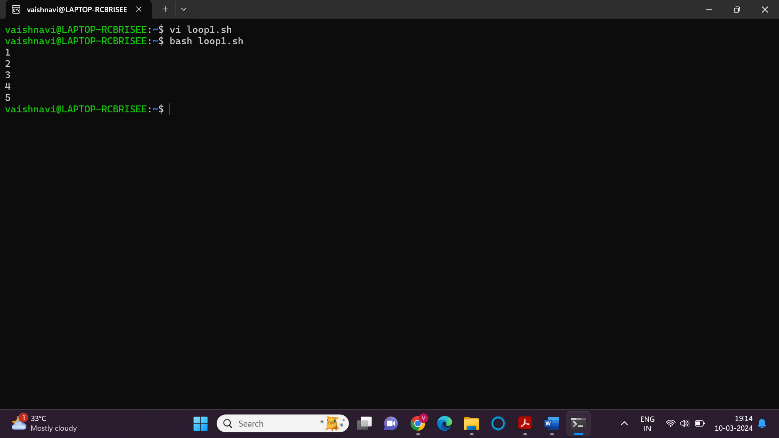 vaishnavi@LAPTOP-RCBRISEE
vaishnavi@LAPTOP-RCBRISEE:~$ vi loop1.sh
vaishnavi@LAPTOP-RCBRISEE:~$ bash loop1.sh
1
2
3
4
5
vaishnavi@LAPTOP-RCBRISEE:~$
1
33°C
Mostly cloudy
Search
V
W
ENG
IN
19:14
10-03-2024